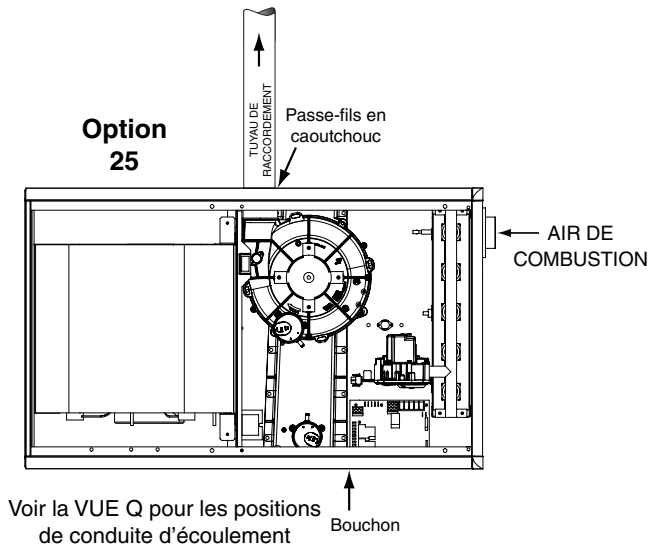 Option
25
TUYAU DE
RACCORDEMENT
Passe-fils en
caoutchouc
AIR DE
COMBUSTION
Voir la VUE Q pour les positions
de conduite d’écoulement
Bouchon